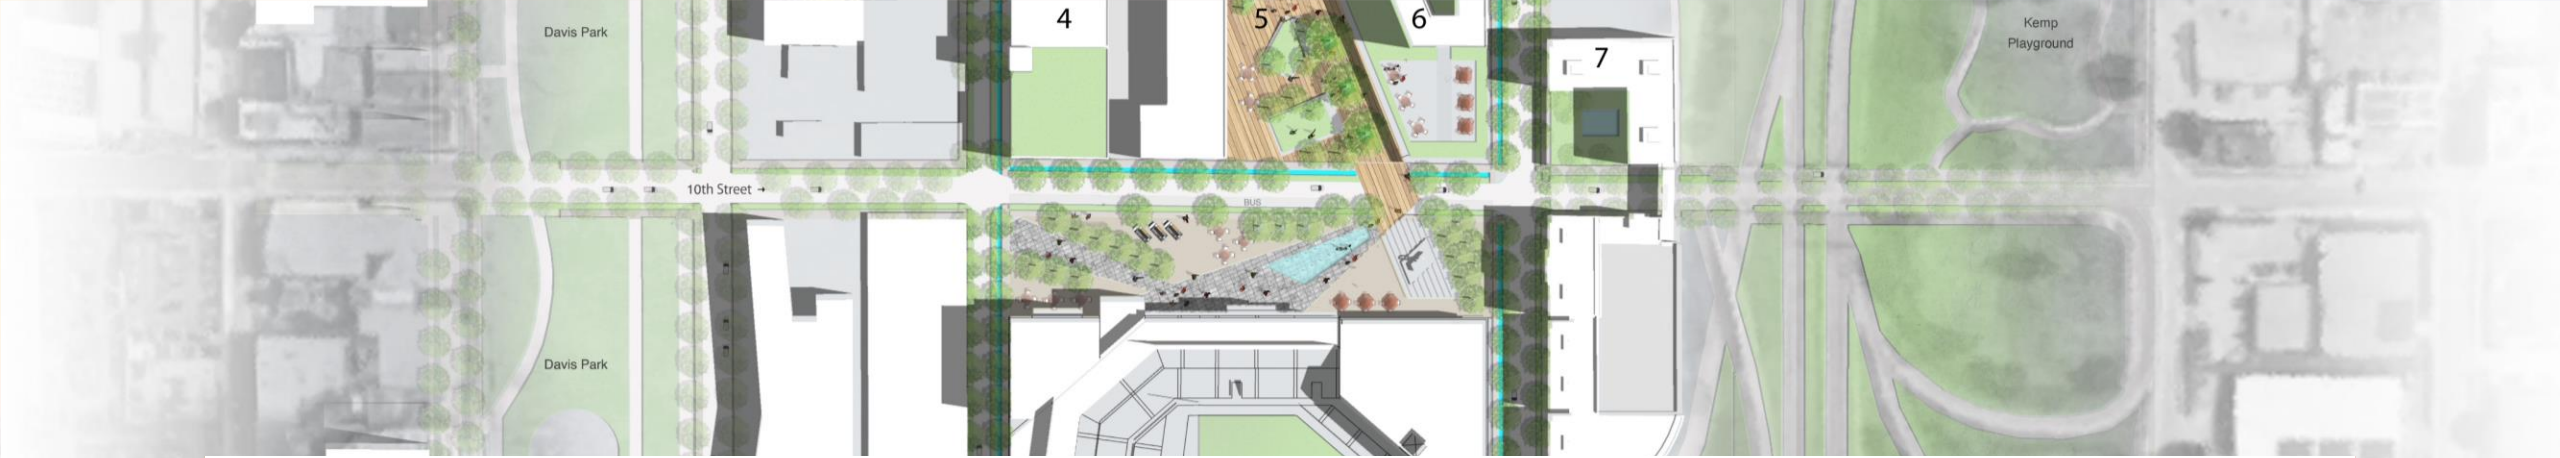 4
5
6
7
Davis Park
Kemp
Playground
10th Street →
BUS
Davis Park